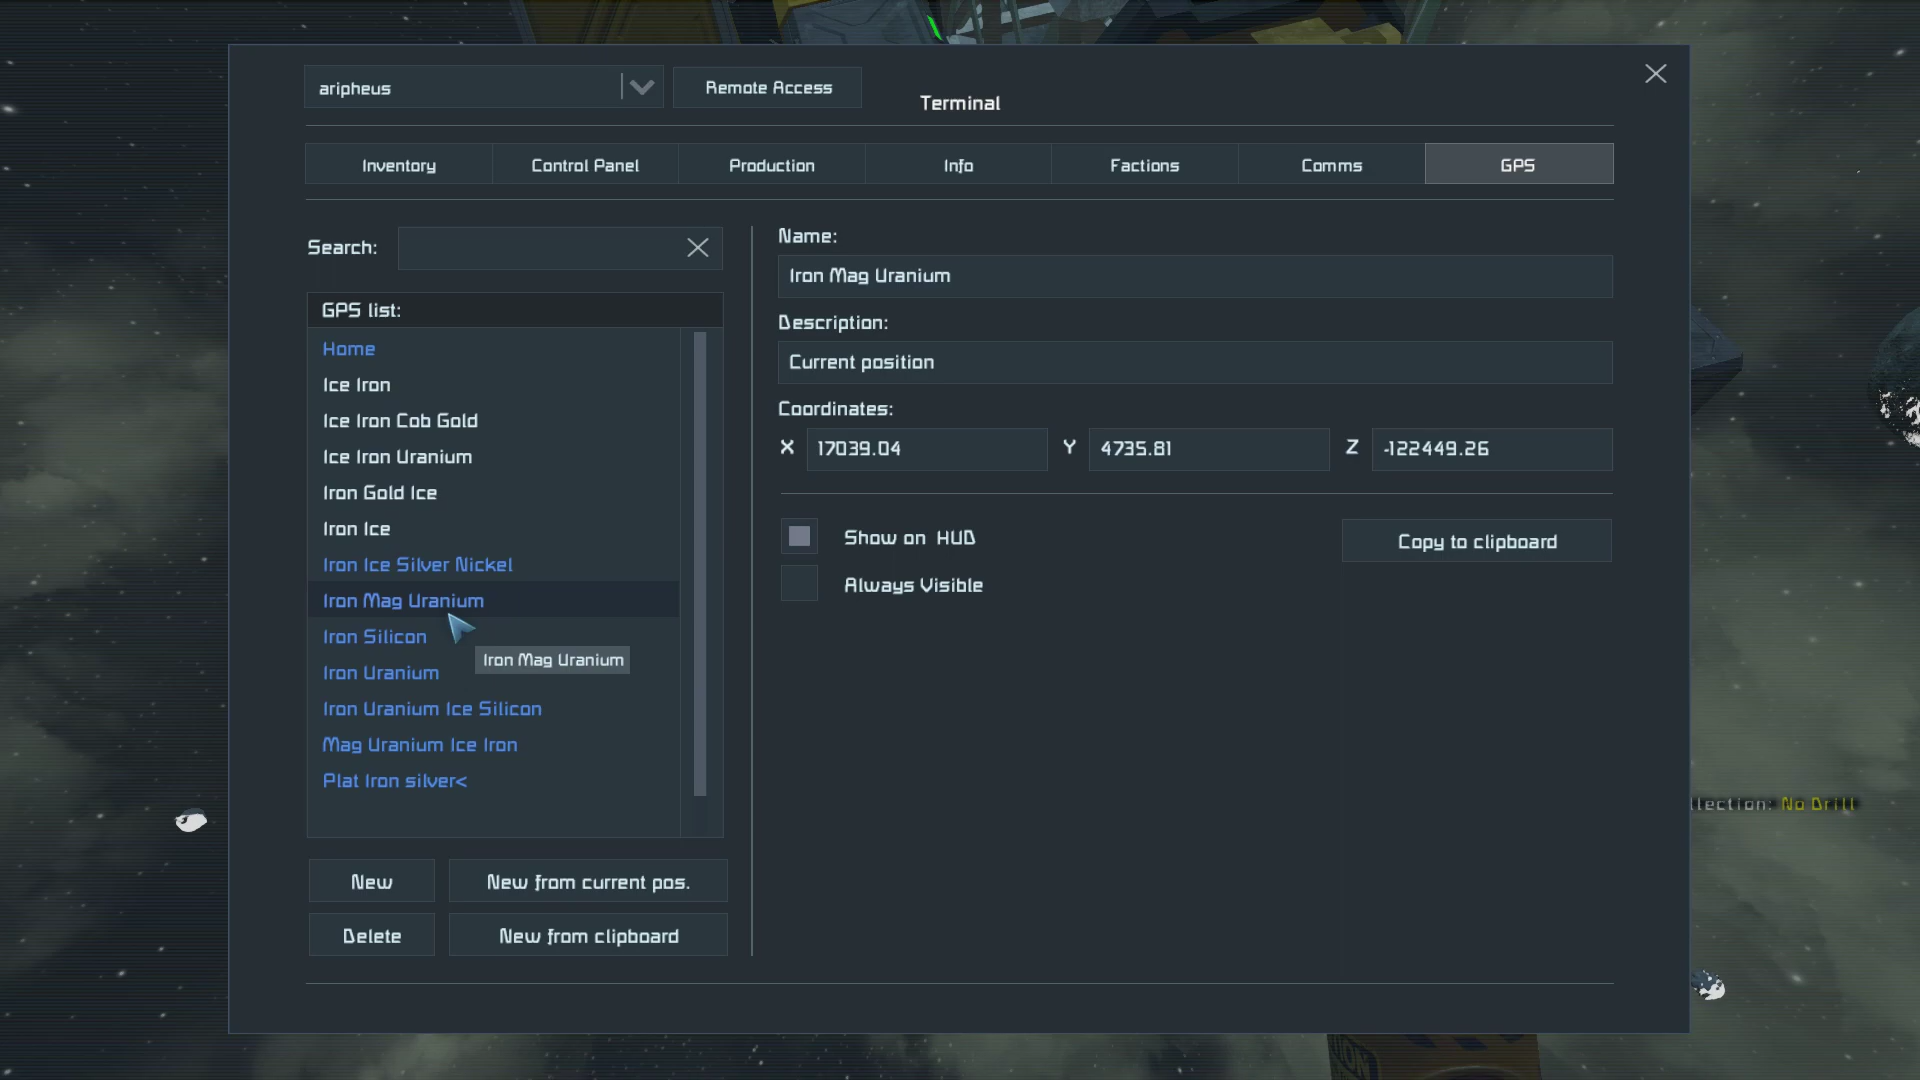 aripheus
Remote Access
Terminal
Inventory
Control Panel
Production
Info
Factions
Comms
GPS
Search:
GPS list:
Home
Ice Iron
Ice Iron Cob Gold
Ice Iron Uranium
Iron Gold Ice
Iron Ice
Iron Ice Silver Nickel
Iron Mag Uranium
Iron Silicon
Iron Mag Uranium
Iron Uranium
Iron Uranium Ice Silicon
Mag Uranium Ice Iron
Plat Iron silver<
New
New from current pos.
Delete
New from clipboard
Name:
Iron Mag Uranium
Description:
Current position
Coordinates:
X 17039.04 Y 4735.81 Z -122449.26
Show on HUD
Copy to clipboard
Always Visible
llection: No Drill